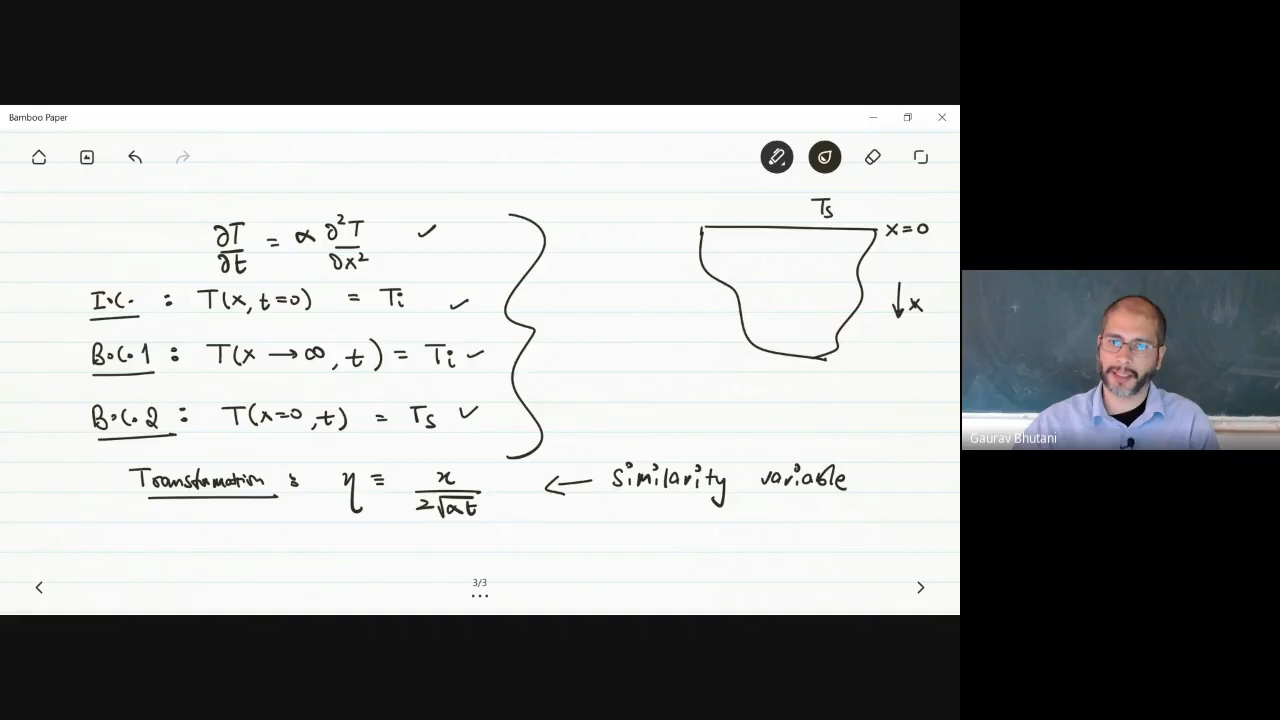 Bamboo Paper
Ts
x=0
∂T/∂t = α ∂²T/∂x² ✓
I.C. : T(x, t=0) = Ti ✓
↓x
B.C.1 : T(x →∞, t) = Ti ✓
B.C.2 : T(x=0, t) = Ts ✓
Gaurav Bhutani
Transformation : η ≡ x/2√αt ← Similarity variable
3/3